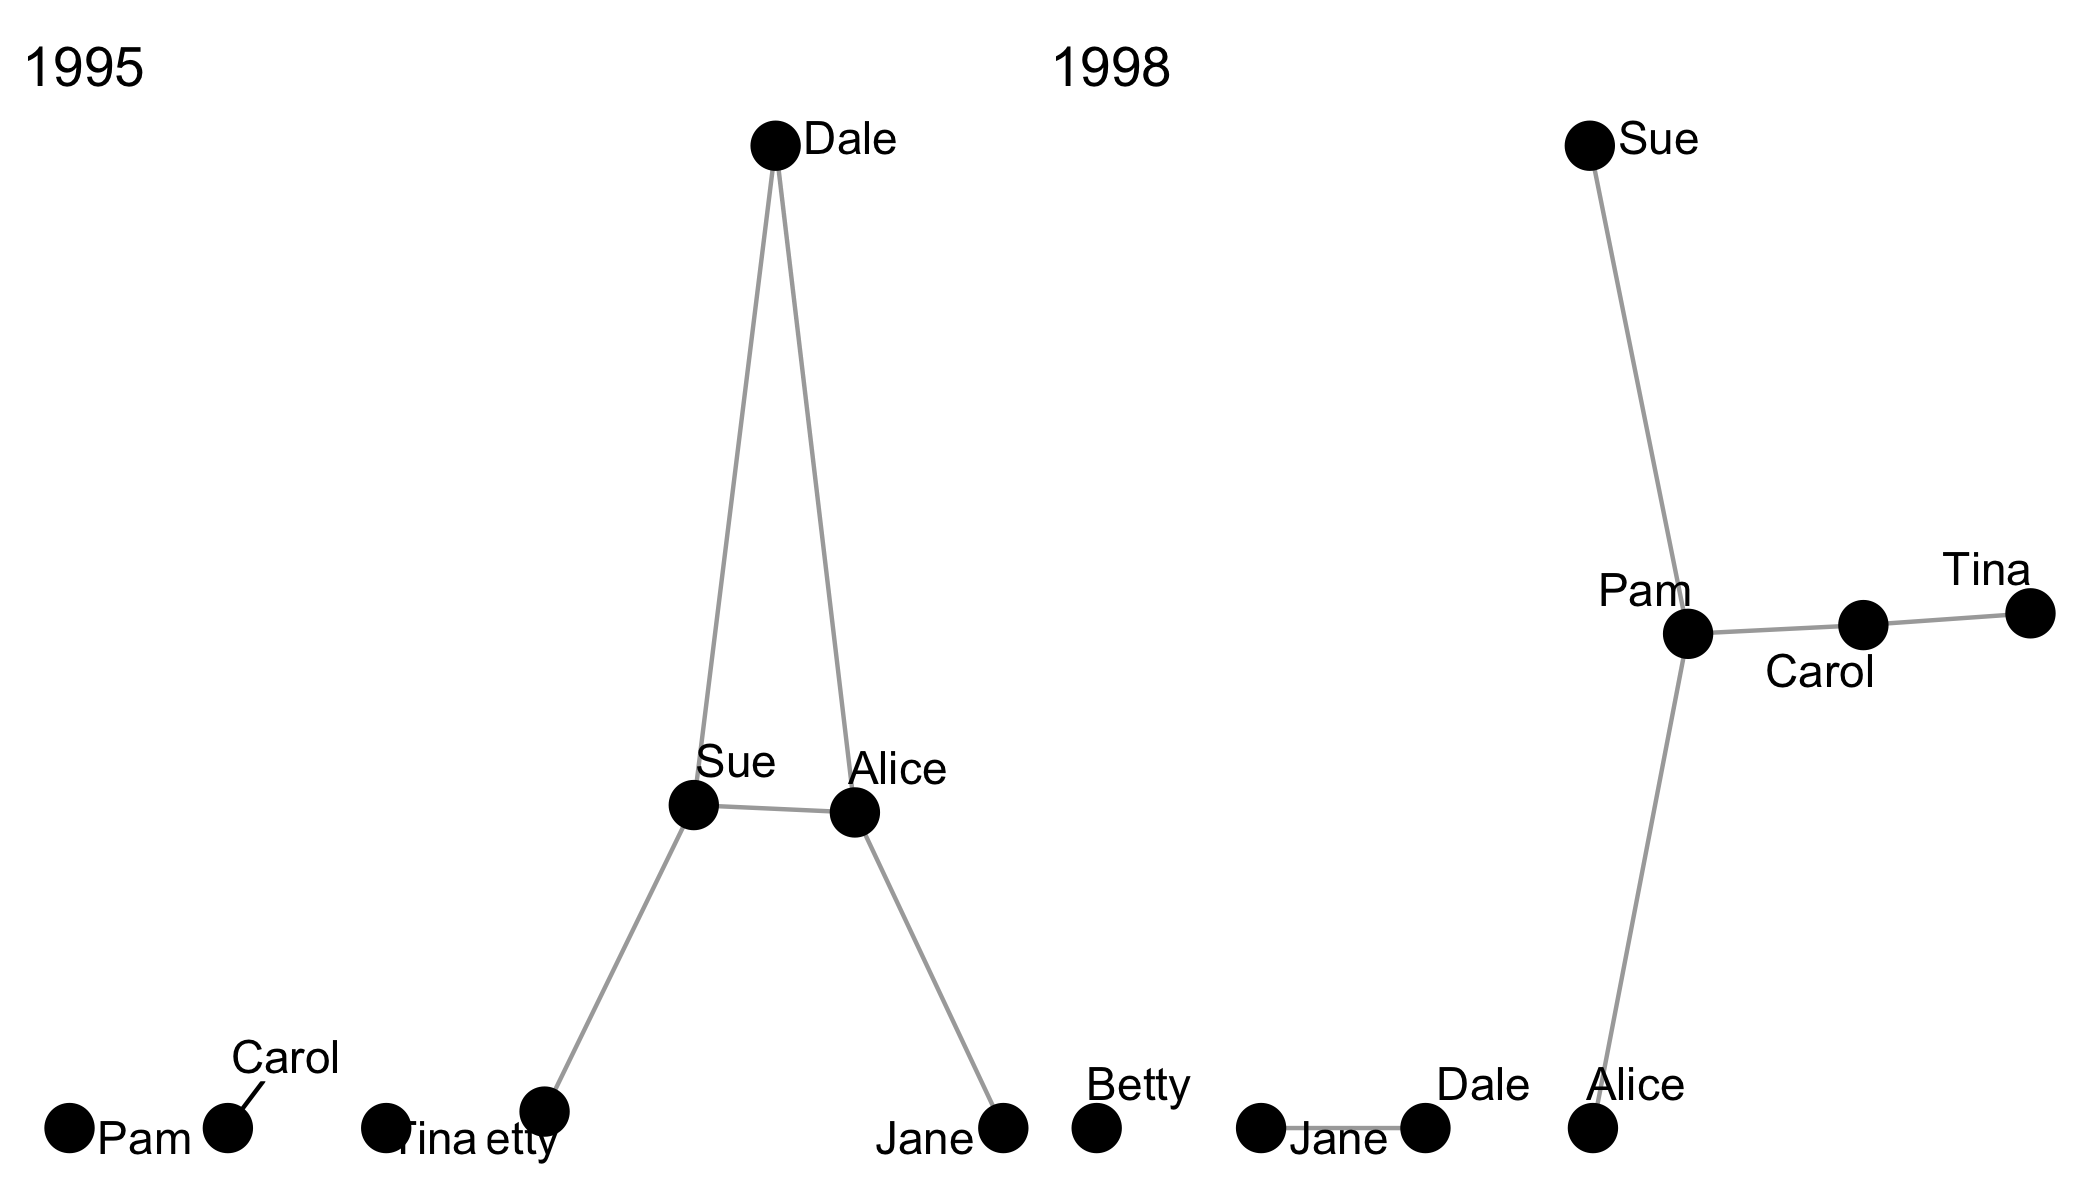 1995
Dale
Sue
Alice
Carol
Pam
Tina
etty
Jane
1998
Sue
Tina
Pam
Carol
Betty
Dale
Alice
Jane